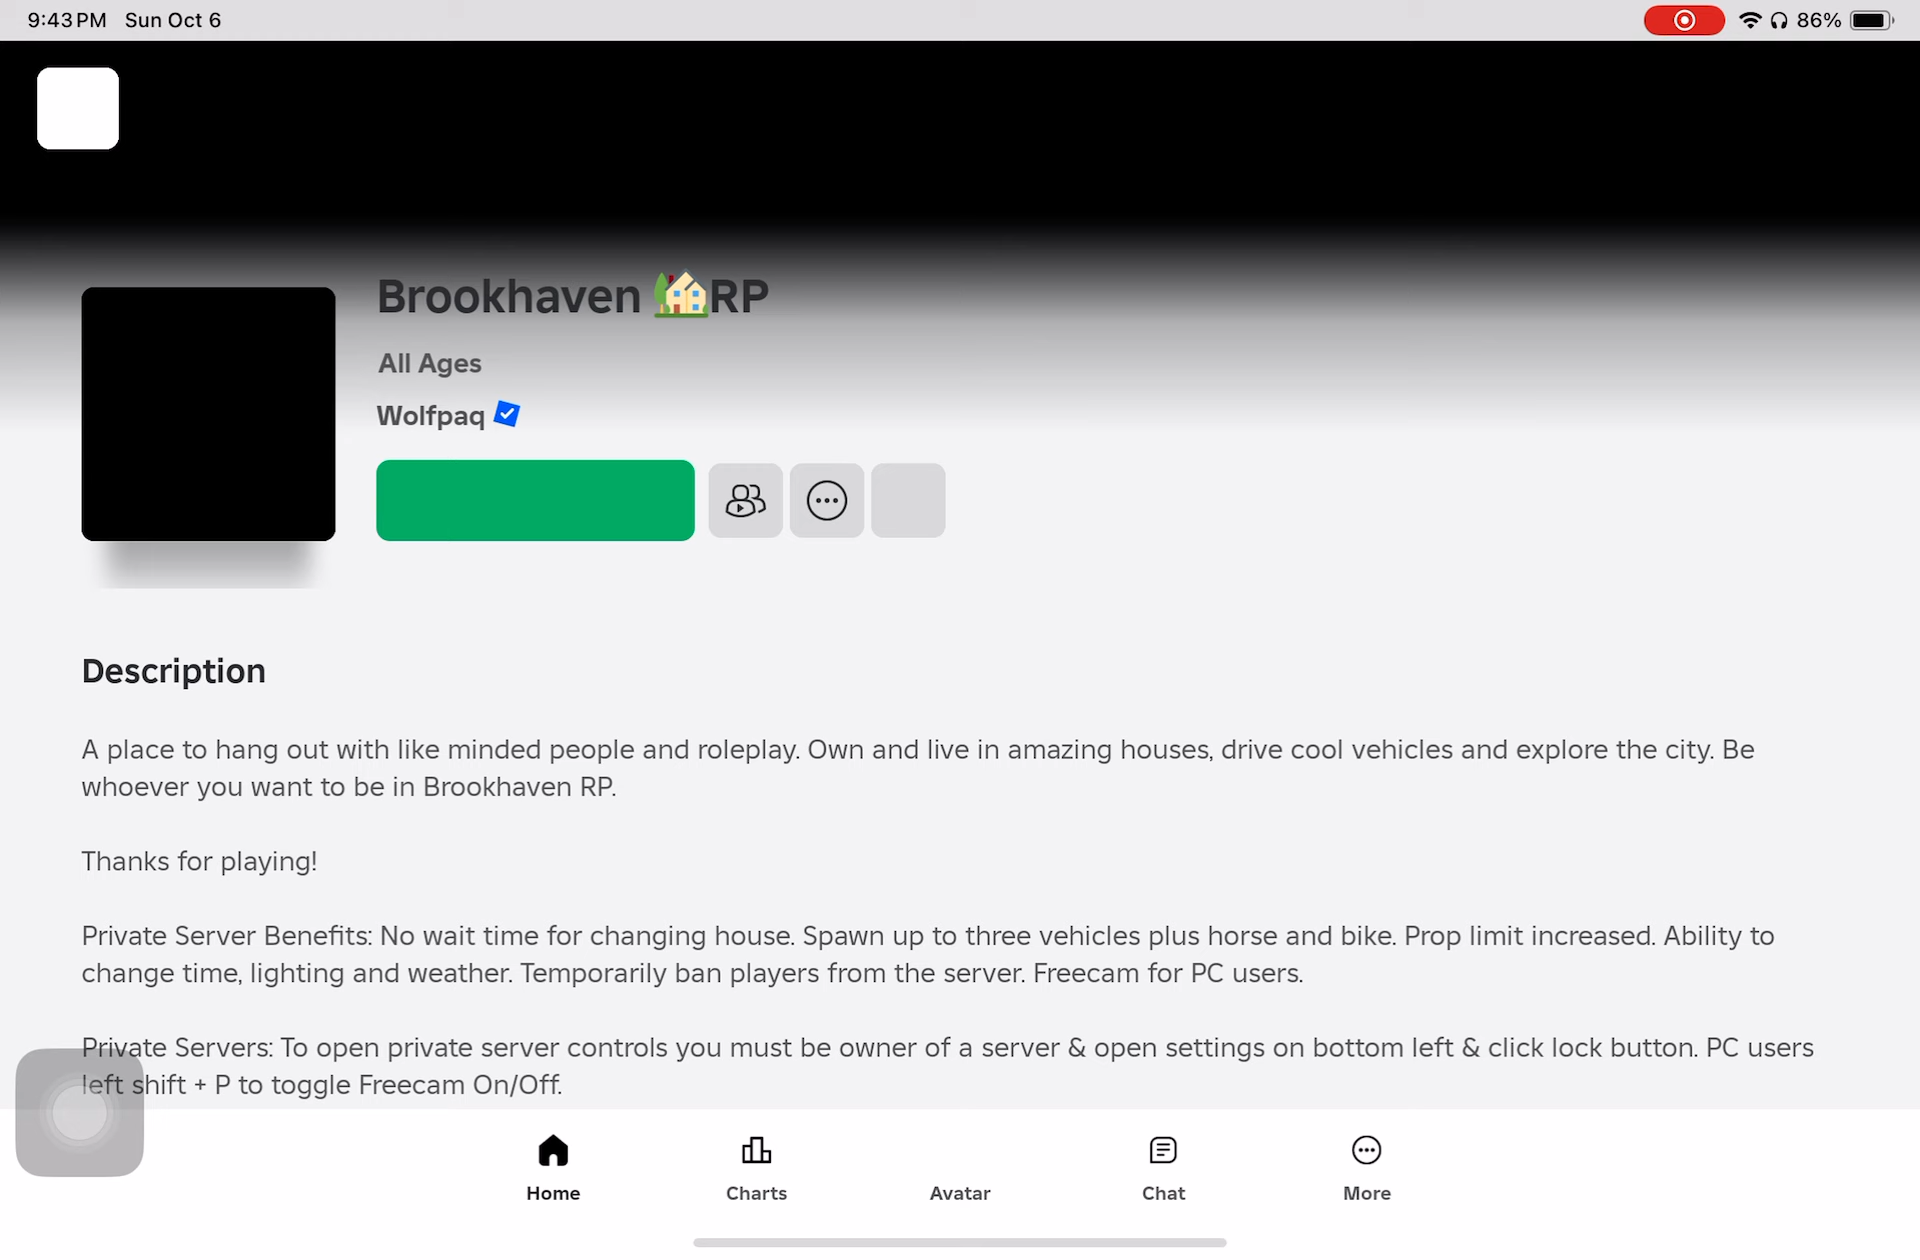 9:43 PM Sun Oct 6 86%
Brookhaven 🏡RP
All Ages
Wolfpaq
Description
A place to hang out with like minded people and roleplay. Own and live in amazing houses, drive cool vehicles and explore the city. Be
whoever you want to be in Brookhaven RP.
Thanks for playing!
Private Server Benefits: No wait time for changing house. Spawn up to three vehicles plus horse and bike. Prop limit increased. Ability to
change time, lighting and weather. Temporarily ban players from the server. Freecam for PC users.
Private Servers: To open private server controls you must be owner of a server & open settings on bottom left & click lock button. PC users
left shift + P to toggle Freecam On/Off.
Home Charts Avatar Chat More